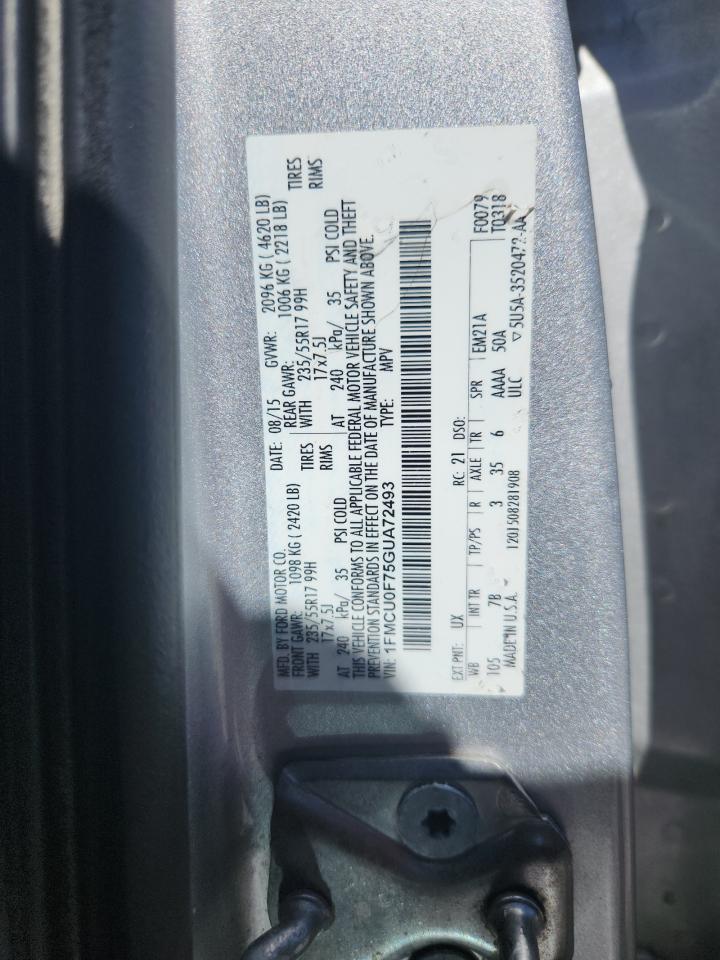 MFD. BY FORD MOTOR CO. DATE: 08/15 GVWR: 2096 KG ( 4620 LB)
FRONT GAWR: 1098 KG ( 2420 LB) REAR GAWR: 1006 KG ( 2218 LB)
WITH 235/55R17 99H TIRES WITH 235/55R17 99H TIRES
17x7.5J RIMS 17x7.5J RIMS
AT 240 kPa/ 35 PSI COLD AT 240 kPa/ 35 PSI COLD
THIS VEHICLE CONFORMS TO ALL APPLICABLE FEDERAL MOTOR VEHICLE SAFETY AND THEFT
PREVENTION STANDARDS IN EFFECT ON THE DATE OF MANUFACTURE SHOWN ABOVE.
VIN: 1FMCU0F75GUA72493 TYPE: MPV
EXT PNT: UX RC: 21 DSO:
WB INT TR TP/PS R AXLE TR SPR EM21A F0079
105 7B 3 35 6 AAAA 50A T0318
MADE IN U.S.A. 120J508281908 ULC ▽5U5A-3520472-AA